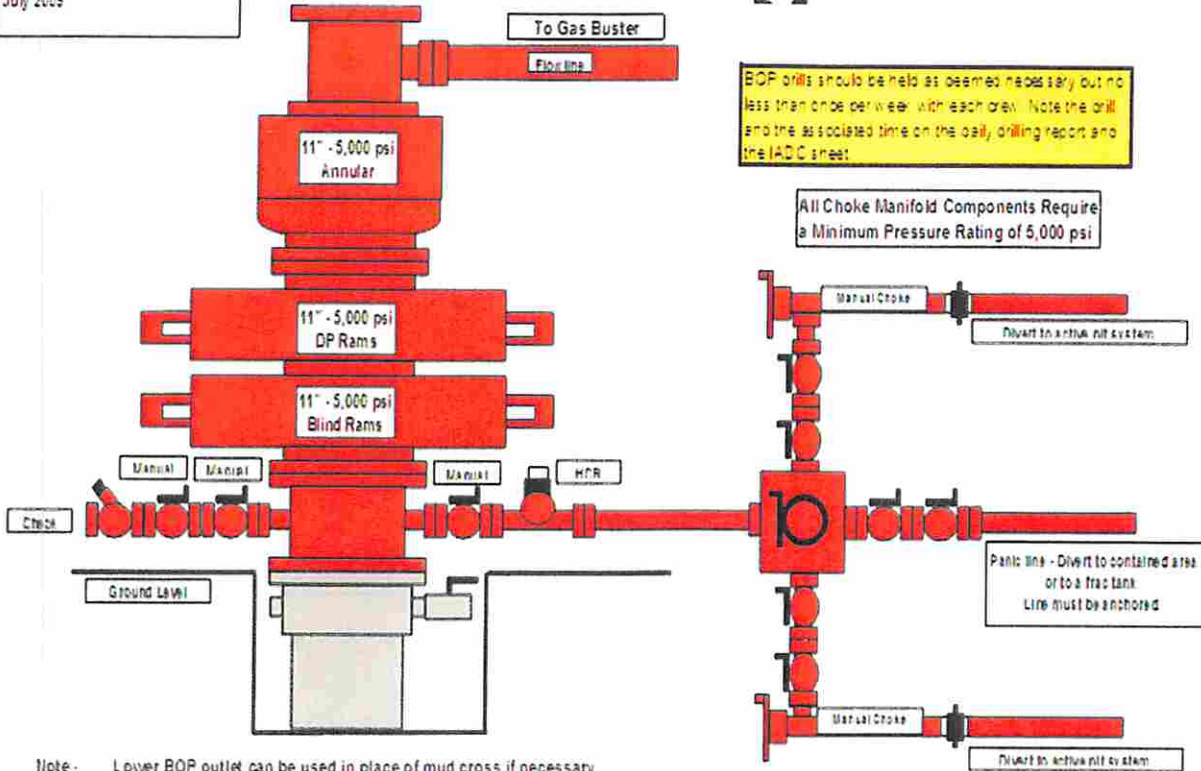 July 2009
To Gas Buster
Flow line
BOP drills should be held as deemed necessary but no
less than once per week with each crew. Note the drill
and the associated time on the daily drilling report and
the IADC sheet
11" - 5,000 psi
Annular
All Choke Manifold Components Require
a Minimum Pressure Rating of 5,000 psi
Manual Choke
Divert to active pit system
11" - 5,000 psi
DP Rams
11" - 5,000 psi
Blind Rams
Manual
Manual
Manual
HCR
Check
Panic line - Divert to contained area
or to a frac tank
Line must be anchored
Ground Level
Manual Choke
Divert to active pit system
Note - Lower BOP outlet can be used in place of mud cross if necessary